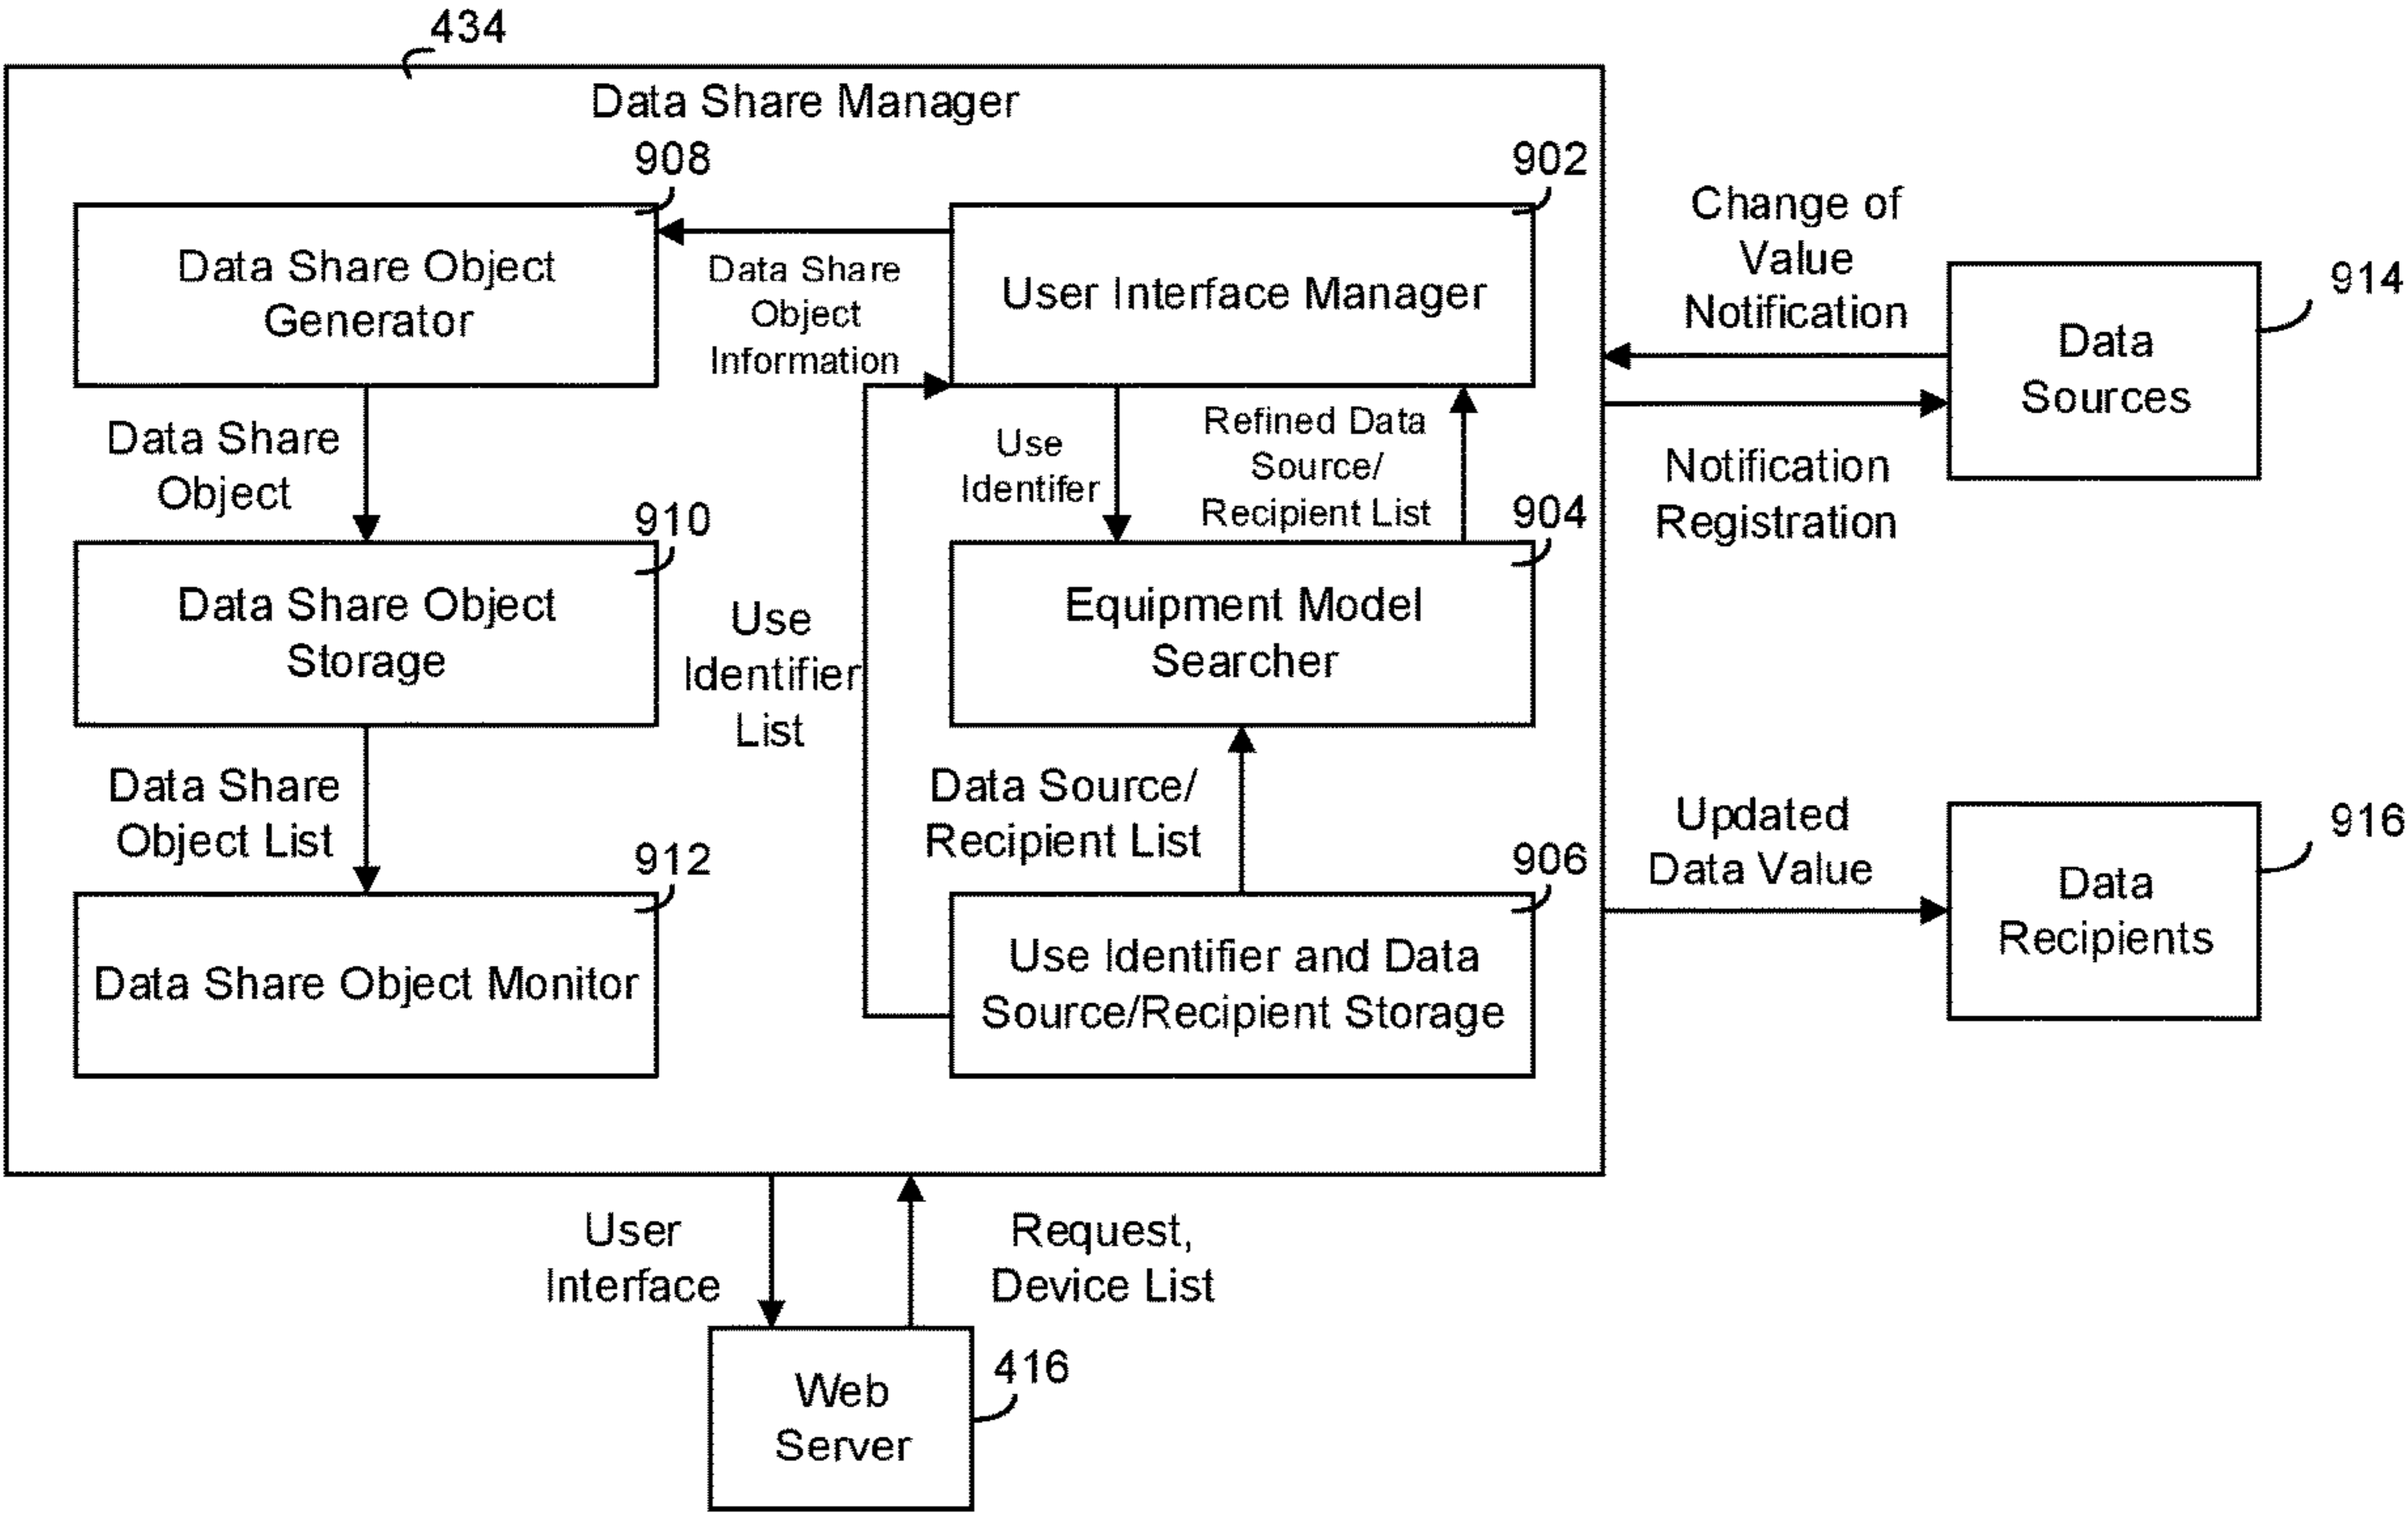 434
Data Share Manager
908
902
Data Share Object
Generator
Data Share
Object
Information
User Interface Manager
Change of
Value
Notification
914
Data
Sources
Data Share
Object
Use
Identifer
Refined Data
Source/
Recipient List
Notification
Registration
910
904
Data Share Object
Storage
Use
Identifier
List
Equipment Model
Searcher
Data Share
Object List
Data Source/
Recipient List
Updated
Data Value
916
Data
Recipients
912
906
Data Share Object Monitor
Use Identifier and Data
Source/Recipient Storage
User
Interface
Request,
Device List
Web
Server
416